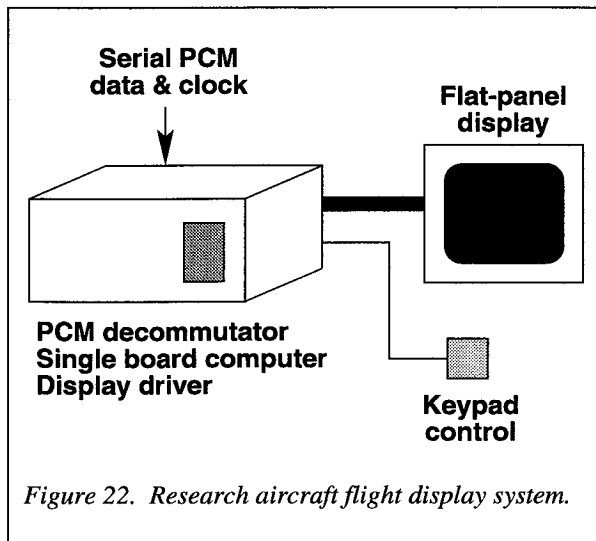 Serial PCM
data & clock
Flat-panel
display
PCM decommutator
Single board computer
Display driver
Keypad
control
Figure 22. Research aircraft flight display system.